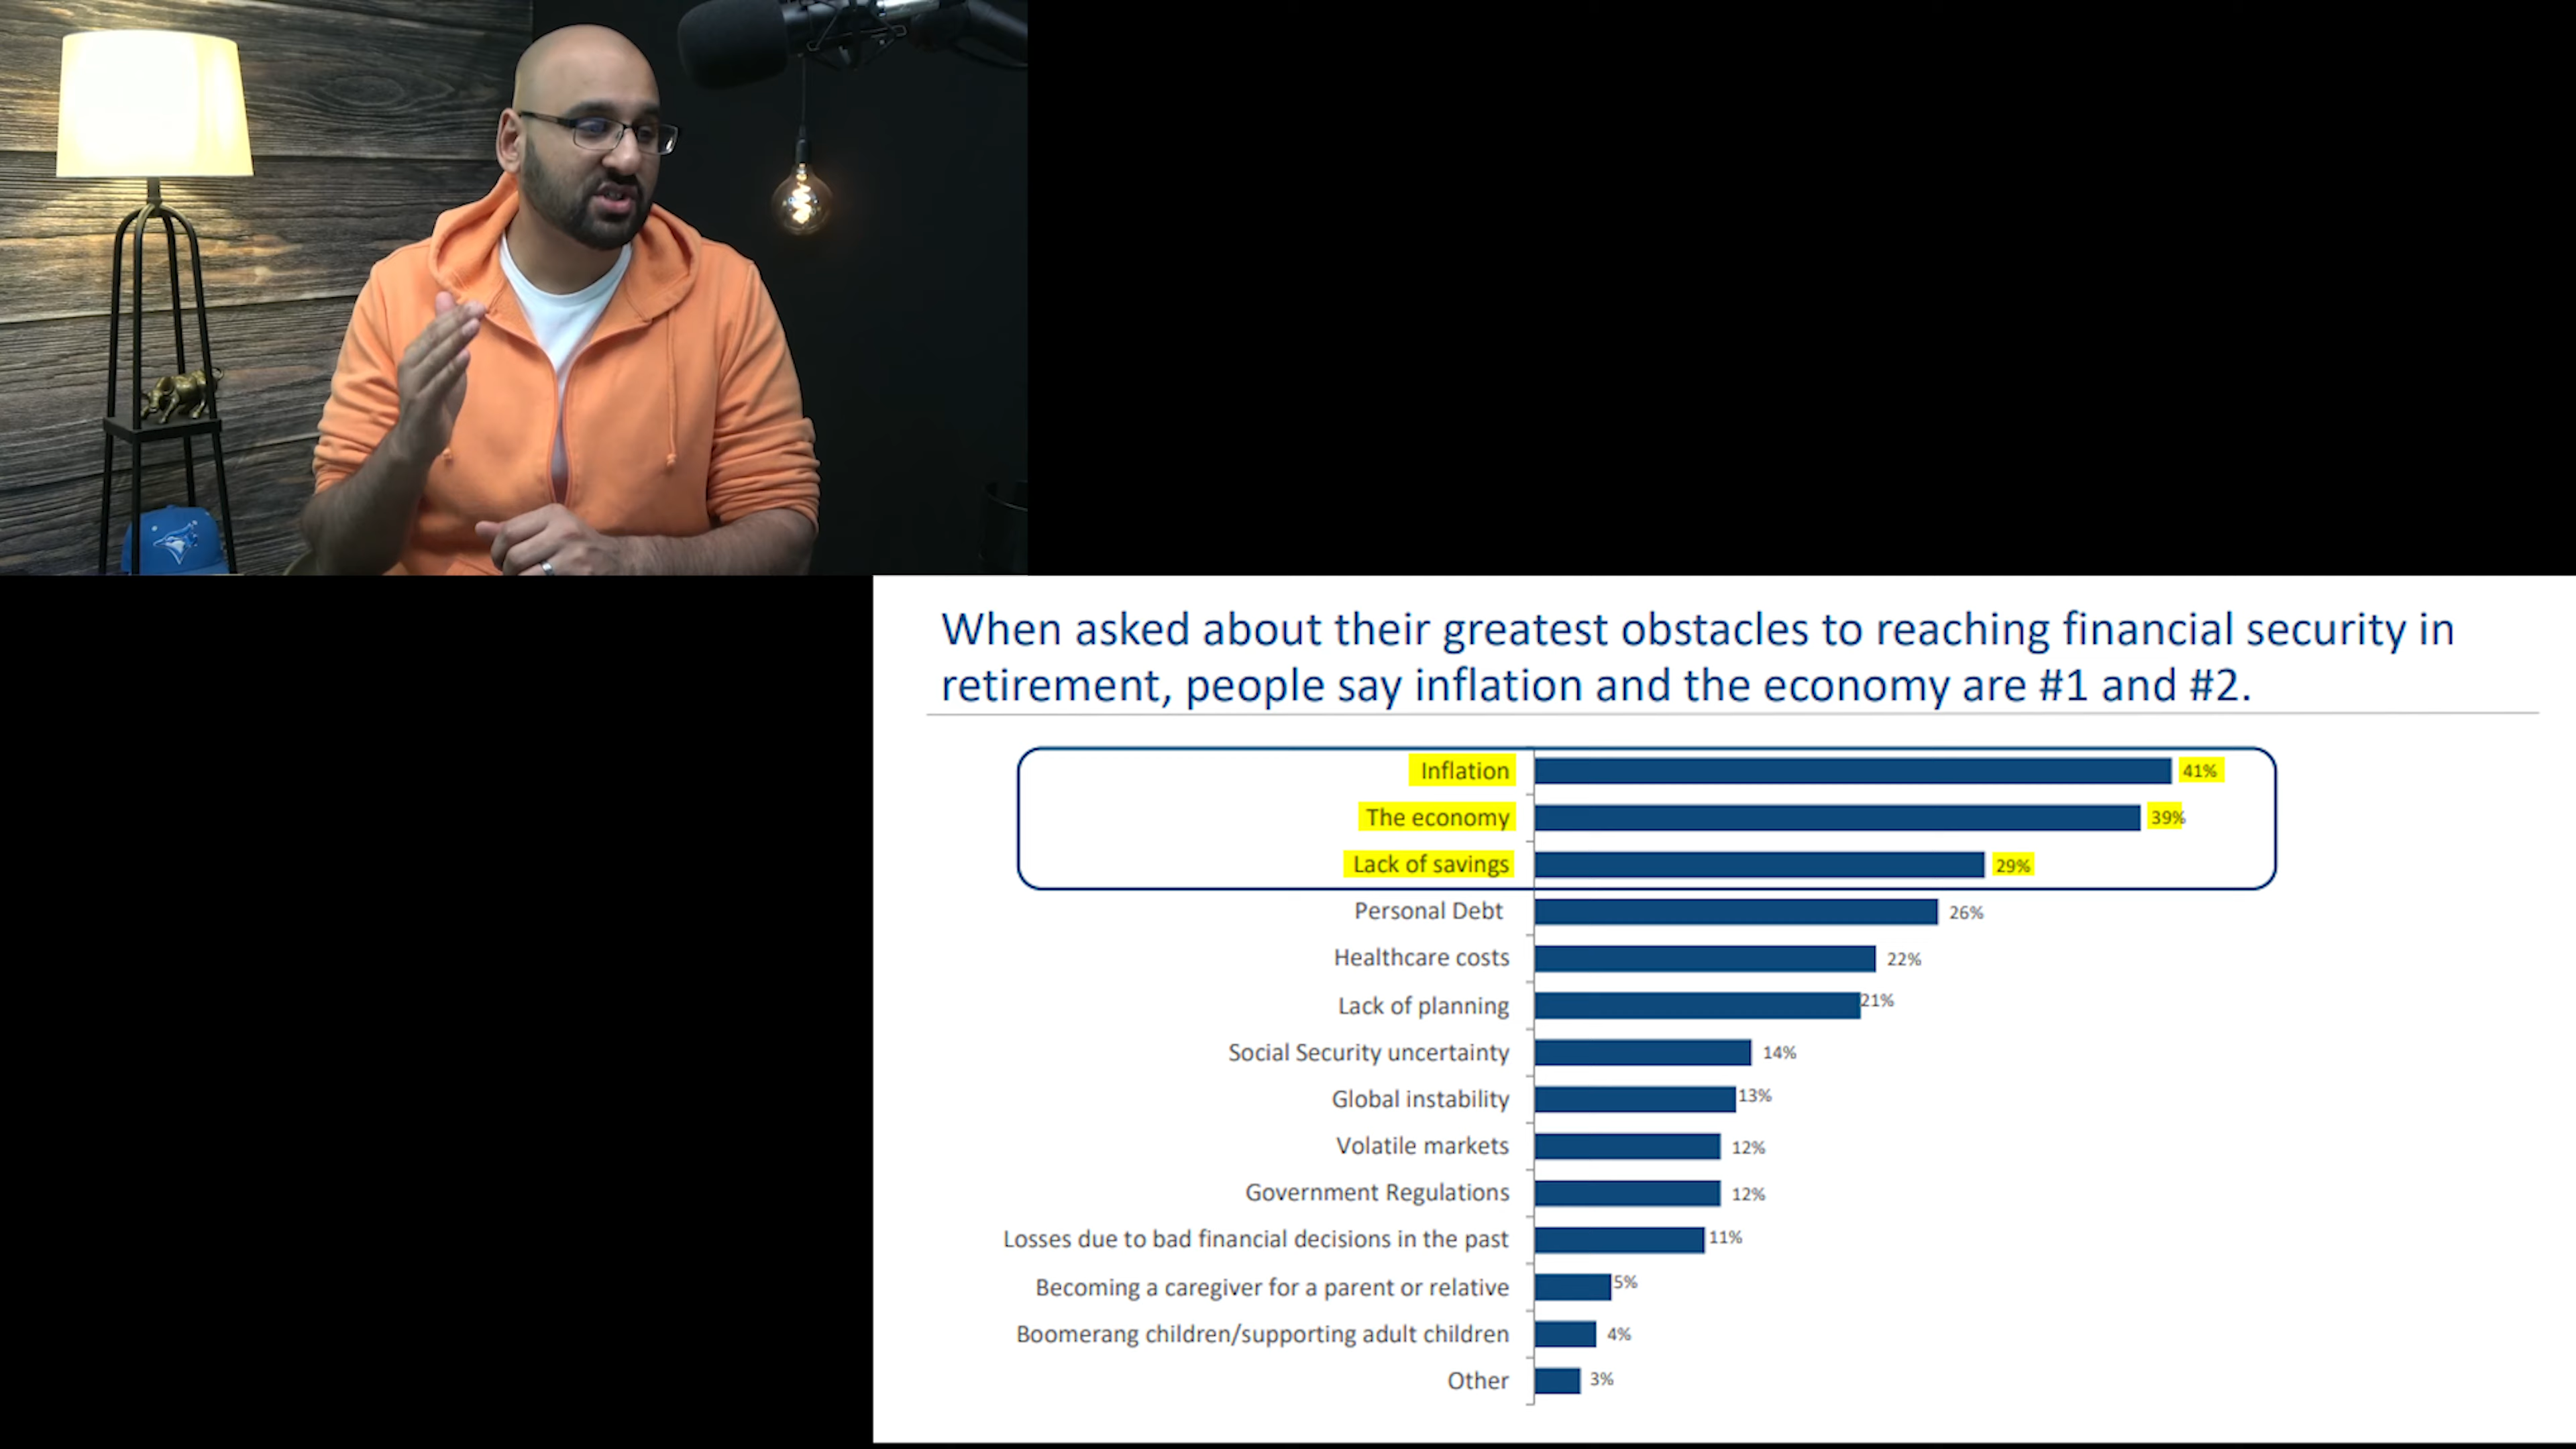 When asked about their greatest obstacles to reaching financial security in
retirement, people say inflation and the economy are #1 and #2.
Inflation 41%
The economy 39%
Lack of savings 29%
Personal Debt 26%
Healthcare costs 22%
Lack of planning 21%
Social Security uncertainty 14%
Global instability 13%
Volatile markets 12%
Government Regulations 12%
Losses due to bad financial decisions in the past 11%
Becoming a caregiver for a parent or relative 5%
Boomerang children/supporting adult children 4%
Other 3%